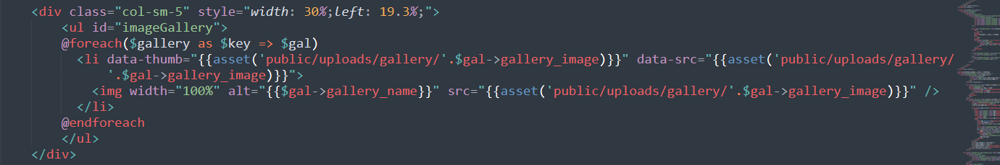 <div class="col-sm-5" style="width: 30%;left: 19.3%;">
<ul id="imageGallery">
@foreach($gallery as $key => $gal)
<li data-thumb="{{asset('public/uploads/gallery/'.$gal->gallery_image)}}" data-src="{{asset('public/uploads/gallery/
'.$gal->gallery_image)}}">
<img width="100%" alt="{{$gal->gallery_name}}" src="{{asset('public/uploads/gallery/'.$gal->gallery_image)}}" />
</li>
@endforeach
</ul>
</div>